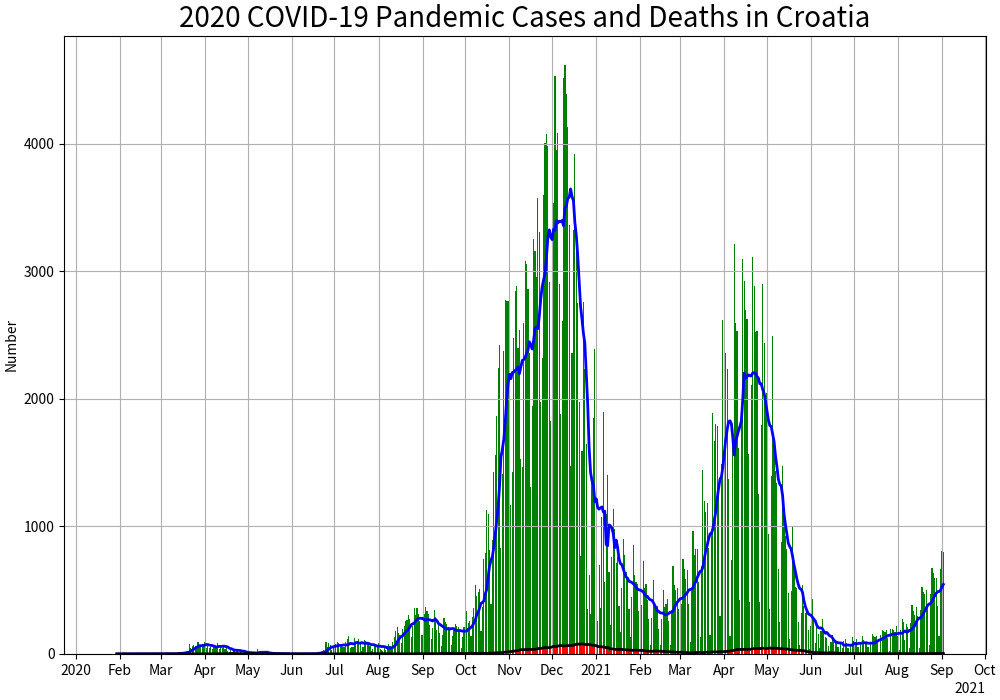 2020 COVID-19 Pandemic Cases and Deaths in Croatia
Number
4000
3000
2000
1000
0
2020 Feb Mar Apr May Jun Jul Aug Sep Oct Nov Dec 2021 Feb Mar Apr May Jun Jul Aug Sep Oct
2021